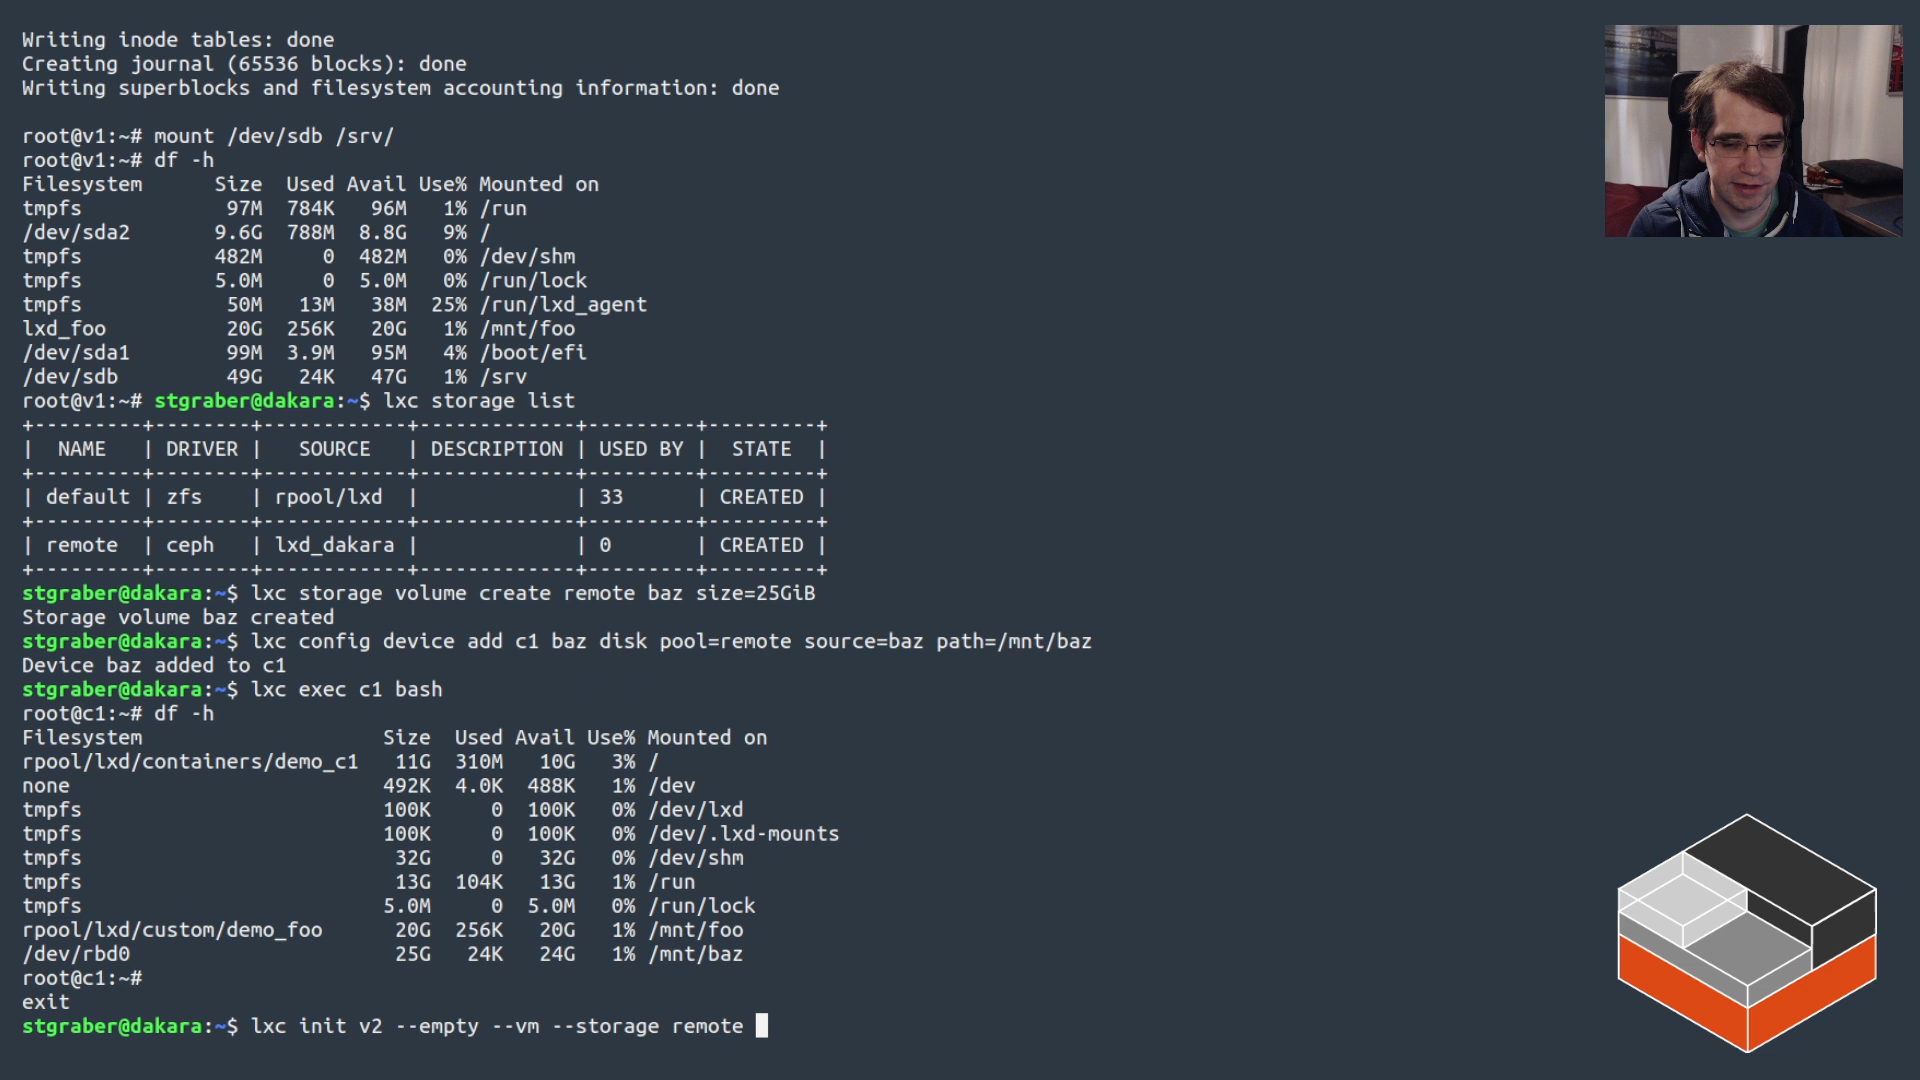 Writing inode tables: done
Creating journal (65536 blocks): done
Writing superblocks and filesystem accounting information: done
root@v1:~# mount /dev/sdb /srv/
root@v1:~# df -h
Filesystem      Size  Used Avail Use% Mounted on
tmpfs            97M  784K   96M   1% /run
/dev/sda2       9.6G  788M  8.8G   9% /
tmpfs           482M     0  482M   0% /dev/shm
tmpfs           5.0M     0  5.0M   0% /run/lock
tmpfs            50M   13M   38M  25% /run/lxd_agent
lxd_foo          20G  256K   20G   1% /mnt/foo
/dev/sda1        99M  3.9M   95M   4% /boot/efi
/dev/sdb         49G   24K   47G   1% /srv
root@v1:~# stgraber@dakara:~$ lxc storage list
+---------+--------+------------+-------------+---------+---------+
|  NAME   | DRIVER |   SOURCE   | DESCRIPTION | USED BY |  STATE  |
+---------+--------+------------+-------------+---------+---------+
| default | zfs    | rpool/lxd  |             | 33      | CREATED |
+---------+--------+------------+-------------+---------+---------+
| remote  | ceph   | lxd_dakara |             | 0       | CREATED |
+---------+--------+------------+-------------+---------+---------+
stgraber@dakara:~$ lxc storage volume create remote baz size=25GiB
Storage volume baz created
stgraber@dakara:~$ lxc config device add c1 baz disk pool=remote source=baz path=/mnt/baz
Device baz added to c1
stgraber@dakara:~$ lxc exec c1 bash
root@c1:~# df -h
Filesystem                    Size  Used Avail Use% Mounted on
rpool/lxd/containers/demo_c1   11G  310M   10G   3% /
none                          492K  4.0K  488K   1% /dev
tmpfs                         100K     0  100K   0% /dev/lxd
tmpfs                         100K     0  100K   0% /dev/.lxd-mounts
tmpfs                          32G     0   32G   0% /dev/shm
tmpfs                          13G  104K   13G   1% /run
tmpfs                         5.0M     0  5.0M   0% /run/lock
rpool/lxd/custom/demo_foo      20G  256K   20G   1% /mnt/foo
/dev/rbd0                      25G   24K   24G   1% /mnt/baz
root@c1:~#
exit
stgraber@dakara:~$ lxc init v2 --empty --vm --storage remote